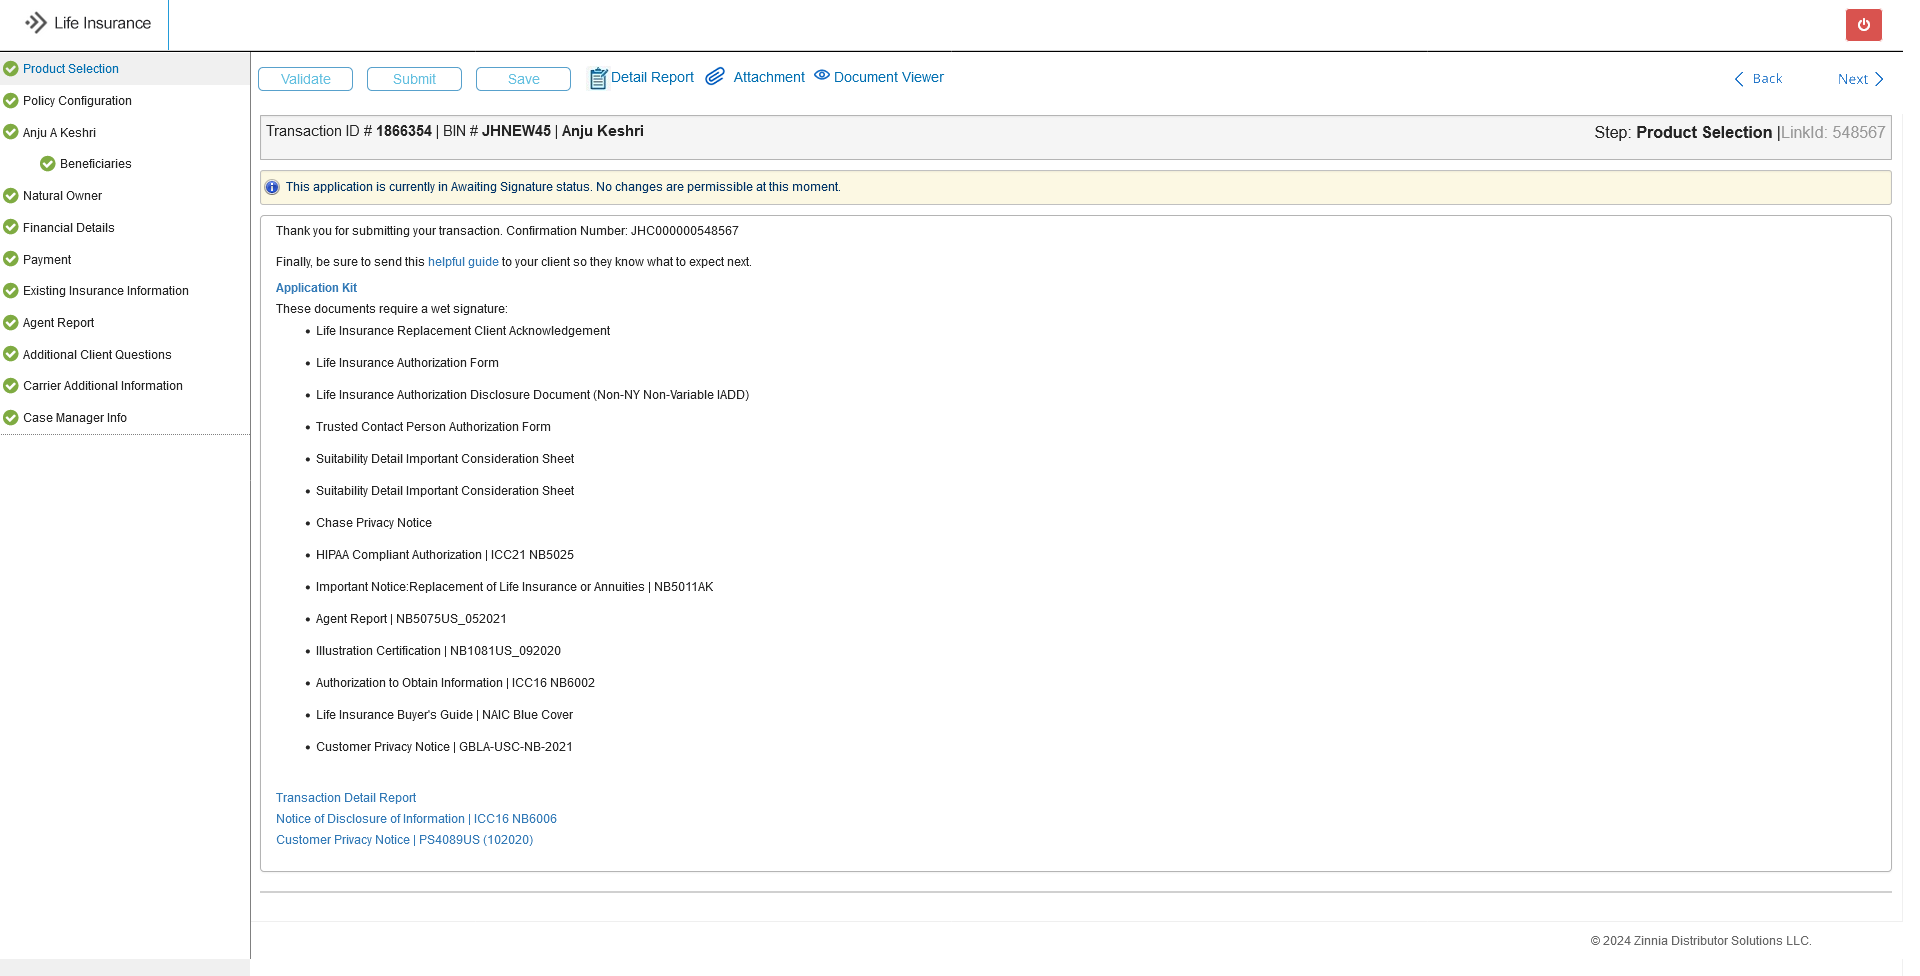 Life Insurance
Product Selection
Policy Configuration
Anju A Keshri
Beneficiaries
Natural Owner
Financial Details
Payment
Existing Insurance Information
Agent Report
Additional Client Questions
Carrier Additional Information
Case Manager Info
Validate Submit Save Detail Report Attachment Document Viewer Back Next
Transaction ID # 1866354 | BIN # JHNEW45 | Anju Keshri Step: Product Selection |LinkId: 548567
This application is currently in Awaiting Signature status. No changes are permissible at this moment.
Thank you for submitting your transaction. Confirmation Number: JHC000000548567
Finally, be sure to send this helpful guide to your client so they know what to expect next.
Application Kit
These documents require a wet signature:
• Life Insurance Replacement Client Acknowledgement
• Life Insurance Authorization Form
• Life Insurance Authorization Disclosure Document (Non-NY Non-Variable IADD)
• Trusted Contact Person Authorization Form
• Suitability Detail Important Consideration Sheet
• Suitability Detail Important Consideration Sheet
• Chase Privacy Notice
• HIPAA Compliant Authorization | ICC21 NB5025
• Important Notice:Replacement of Life Insurance or Annuities | NB5011AK
• Agent Report | NB5075US_052021
• Illustration Certification | NB1081US_092020
• Authorization to Obtain Information | ICC16 NB6002
• Life Insurance Buyer's Guide | NAIC Blue Cover
• Customer Privacy Notice | GBLA-USC-NB-2021
Transaction Detail Report
Notice of Disclosure of Information | ICC16 NB6006
Customer Privacy Notice | PS4089US (102020)
© 2024 Zinnia Distributor Solutions LLC.